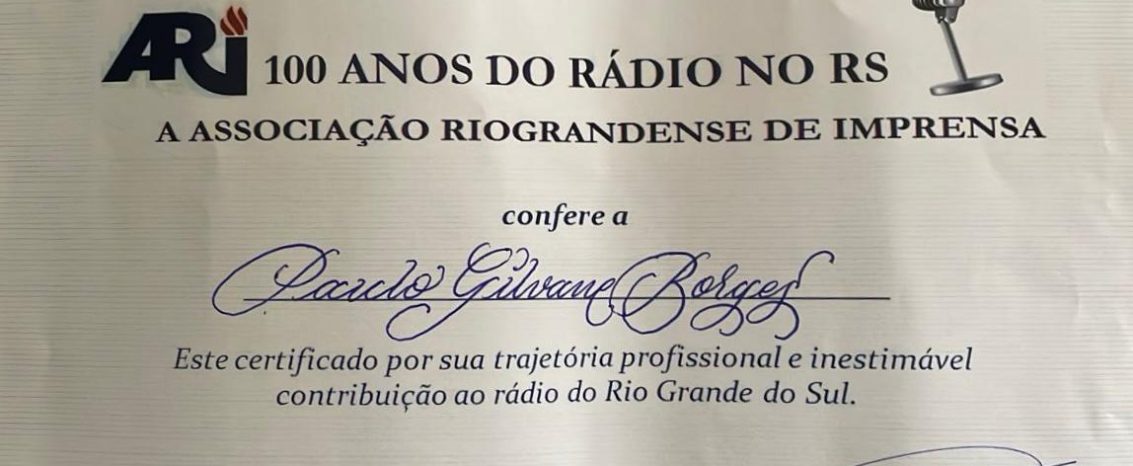 ARI 100 ANOS DO RÁDIO NO RS
A ASSOCIAÇÃO RIOGRANDENSE DE IMPRENSA
confere a
Gilvane Borges
Este certificado por sua trajetória profissional e inestimável
contribuição ao rádio do Rio Grande do Sul.